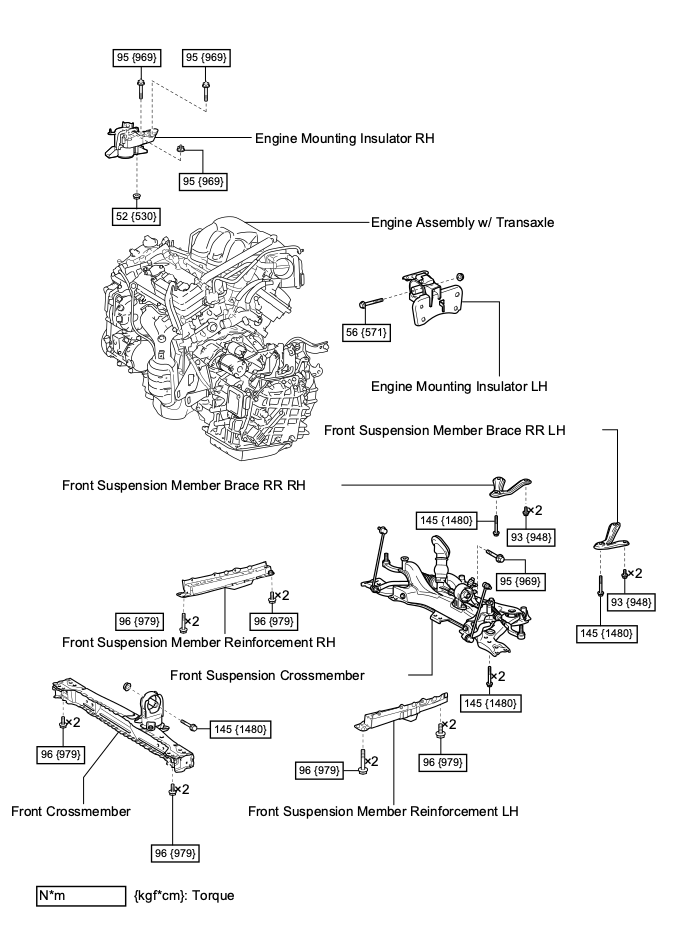 95 {969}
95 {969}
Engine Mounting Insulator RH
95 {969}
52 {530}
Engine Assembly w/ Transaxle
56 {571}
Engine Mounting Insulator LH
Front Suspension Member Brace RR LH
Front Suspension Member Brace RR RH
×2
145 {1480}
93 {948}
×2
95 {969}
93 {948}
×2
96 {979}
×2
96 {979}
145 {1480}
Front Suspension Member Reinforcement RH
Front Suspension Crossmember
×2
145 {1480}
×2
145 {1480}
×2
96 {979}
96 {979}
×2
96 {979}
×2
Front Crossmember
Front Suspension Member Reinforcement LH
96 {979}
N*m
{kgf*cm}: Torque